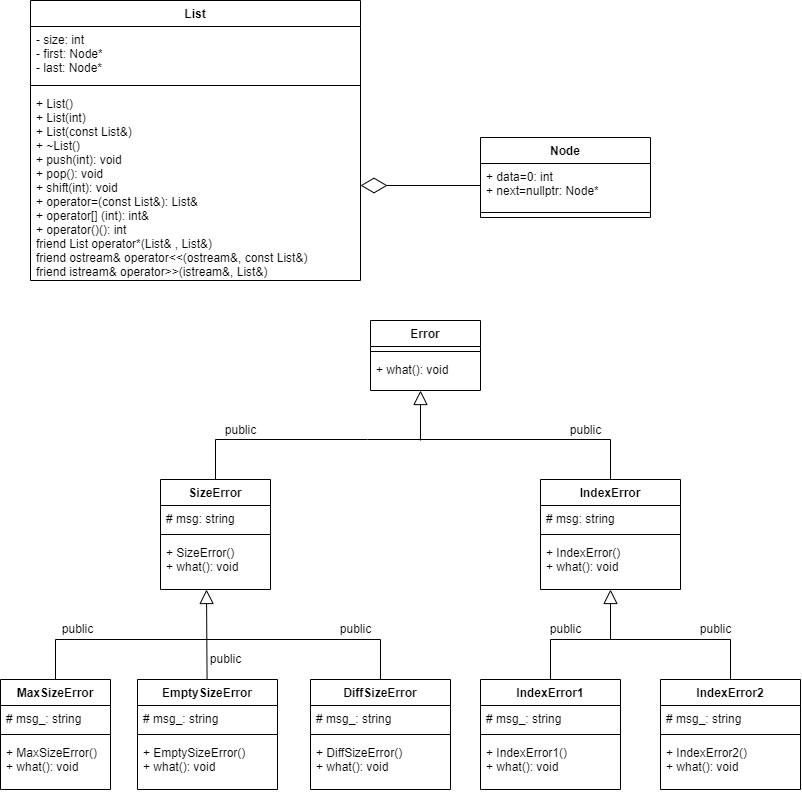 List
- size: int
- first: Node*
- last: Node*
+ List()
+ List(int)
+ List(const List&)
+ ~List()
+ push(int): void
+ pop(): void
+ shift(int): void
+ operator=(const List&): List&
+ operator[] (int): int&
+ operator()(): int
friend List operator*(List& , List&)
friend ostream& operator<<(ostream&, const List&)
friend istream& operator>>(istream&, List&)
Node
+ data=0: int
+ next=nullptr: Node*
Error
+ what(): void
public
public
SizeError
# msg: string
+ SizeError()
+ what(): void
IndexError
# msg: string
+ IndexError()
+ what(): void
public
public
public
public
public
MaxSizeError
# msg_: string
+ MaxSizeError()
+ what(): void
EmptySizeError
# msg_: string
+ EmptySizeError()
+ what(): void
DiffSizeError
# msg_: string
+ DiffSizeError()
+ what(): void
IndexError1
# msg_: string
+ IndexError1()
+ what(): void
IndexError2
# msg_: string
+ IndexError2()
+ what(): void